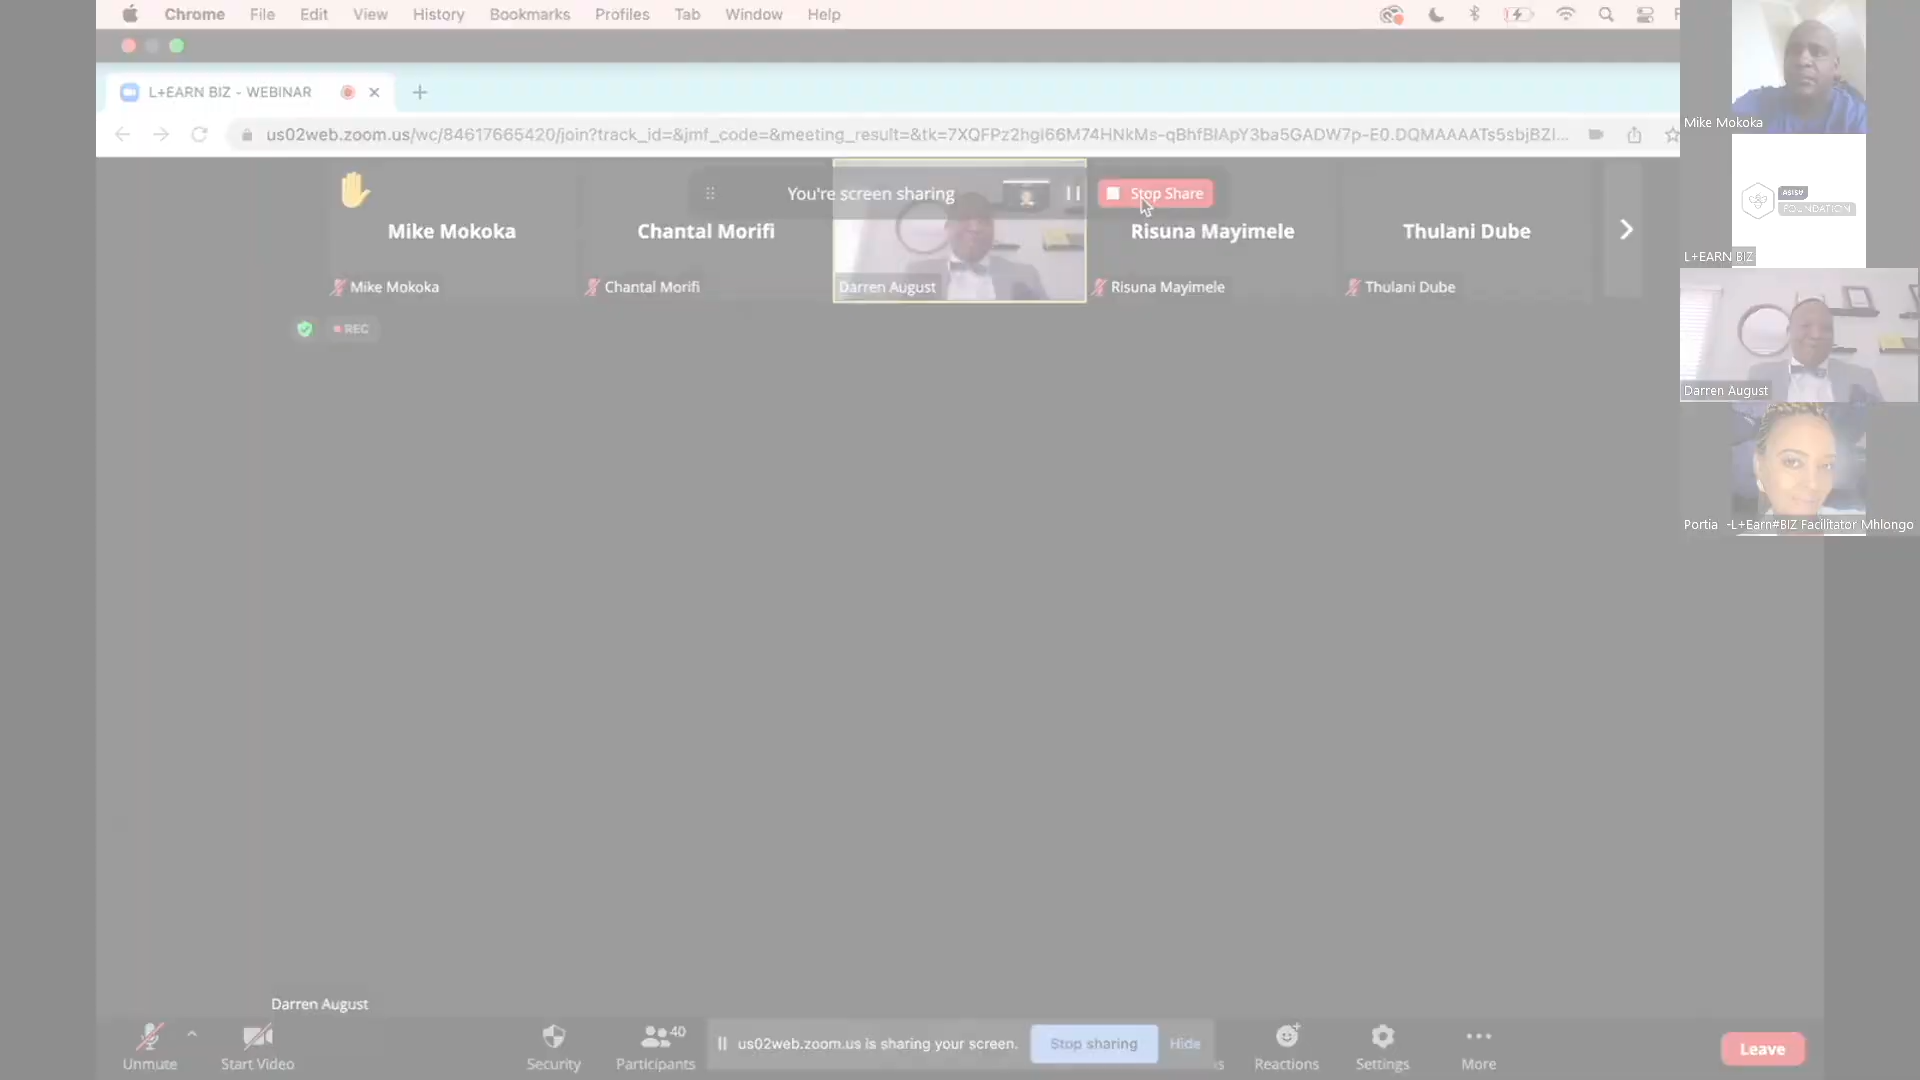 Chrome File Edit View History Bookmarks Profiles Tab Window Help
L+EARN BIZ - WEBINAR
us02web.zoom.us/wc/84617665420/join?track_id=&jmf_code=&meeting_result=&tk=7XQFPz2hgI66M74HNkMs-qBhfBIApY3ba5GADW7p-E0.DQMAAAATs5sbjBZI...
Mike Mokoka
ASISA
FOUNDATION
You're screen sharing
Stop Share
Mike Mokoka
Chantal Morifi
Risuna Mayimele
Thulani Dube
L+EARN BIZ
Mike Mokoka
Chantal Morifi
Darren August
Risuna Mayimele
Thulani Dube
REC
Darren August
Portia -L+Earn#BIZ Facilitator Mhlongo
Darren August
40
us02web.zoom.us is sharing your screen.
Stop sharing
Hide
Leave
Unmute
Start Video
Security
Participants
Reactions
Settings
More